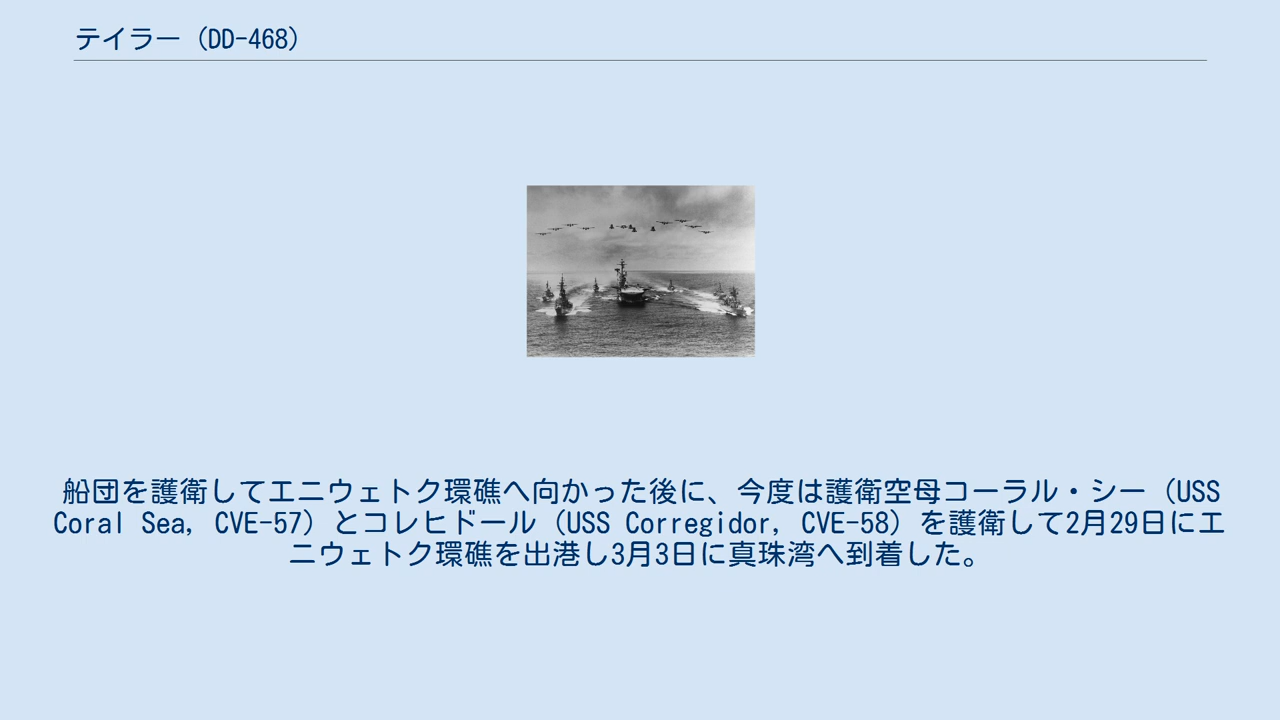 テイラー（DD-468）
船団を護衛してエニウェトク環礁へ向かった後に、今度は護衛空母コーラル・シー（USS
Coral Sea, CVE-57）とコレヒドール（USS Corregidor, CVE-58）を護衛して2月29日にエ
ニウェトク環礁を出港し3月3日に真珠湾へ到着した。